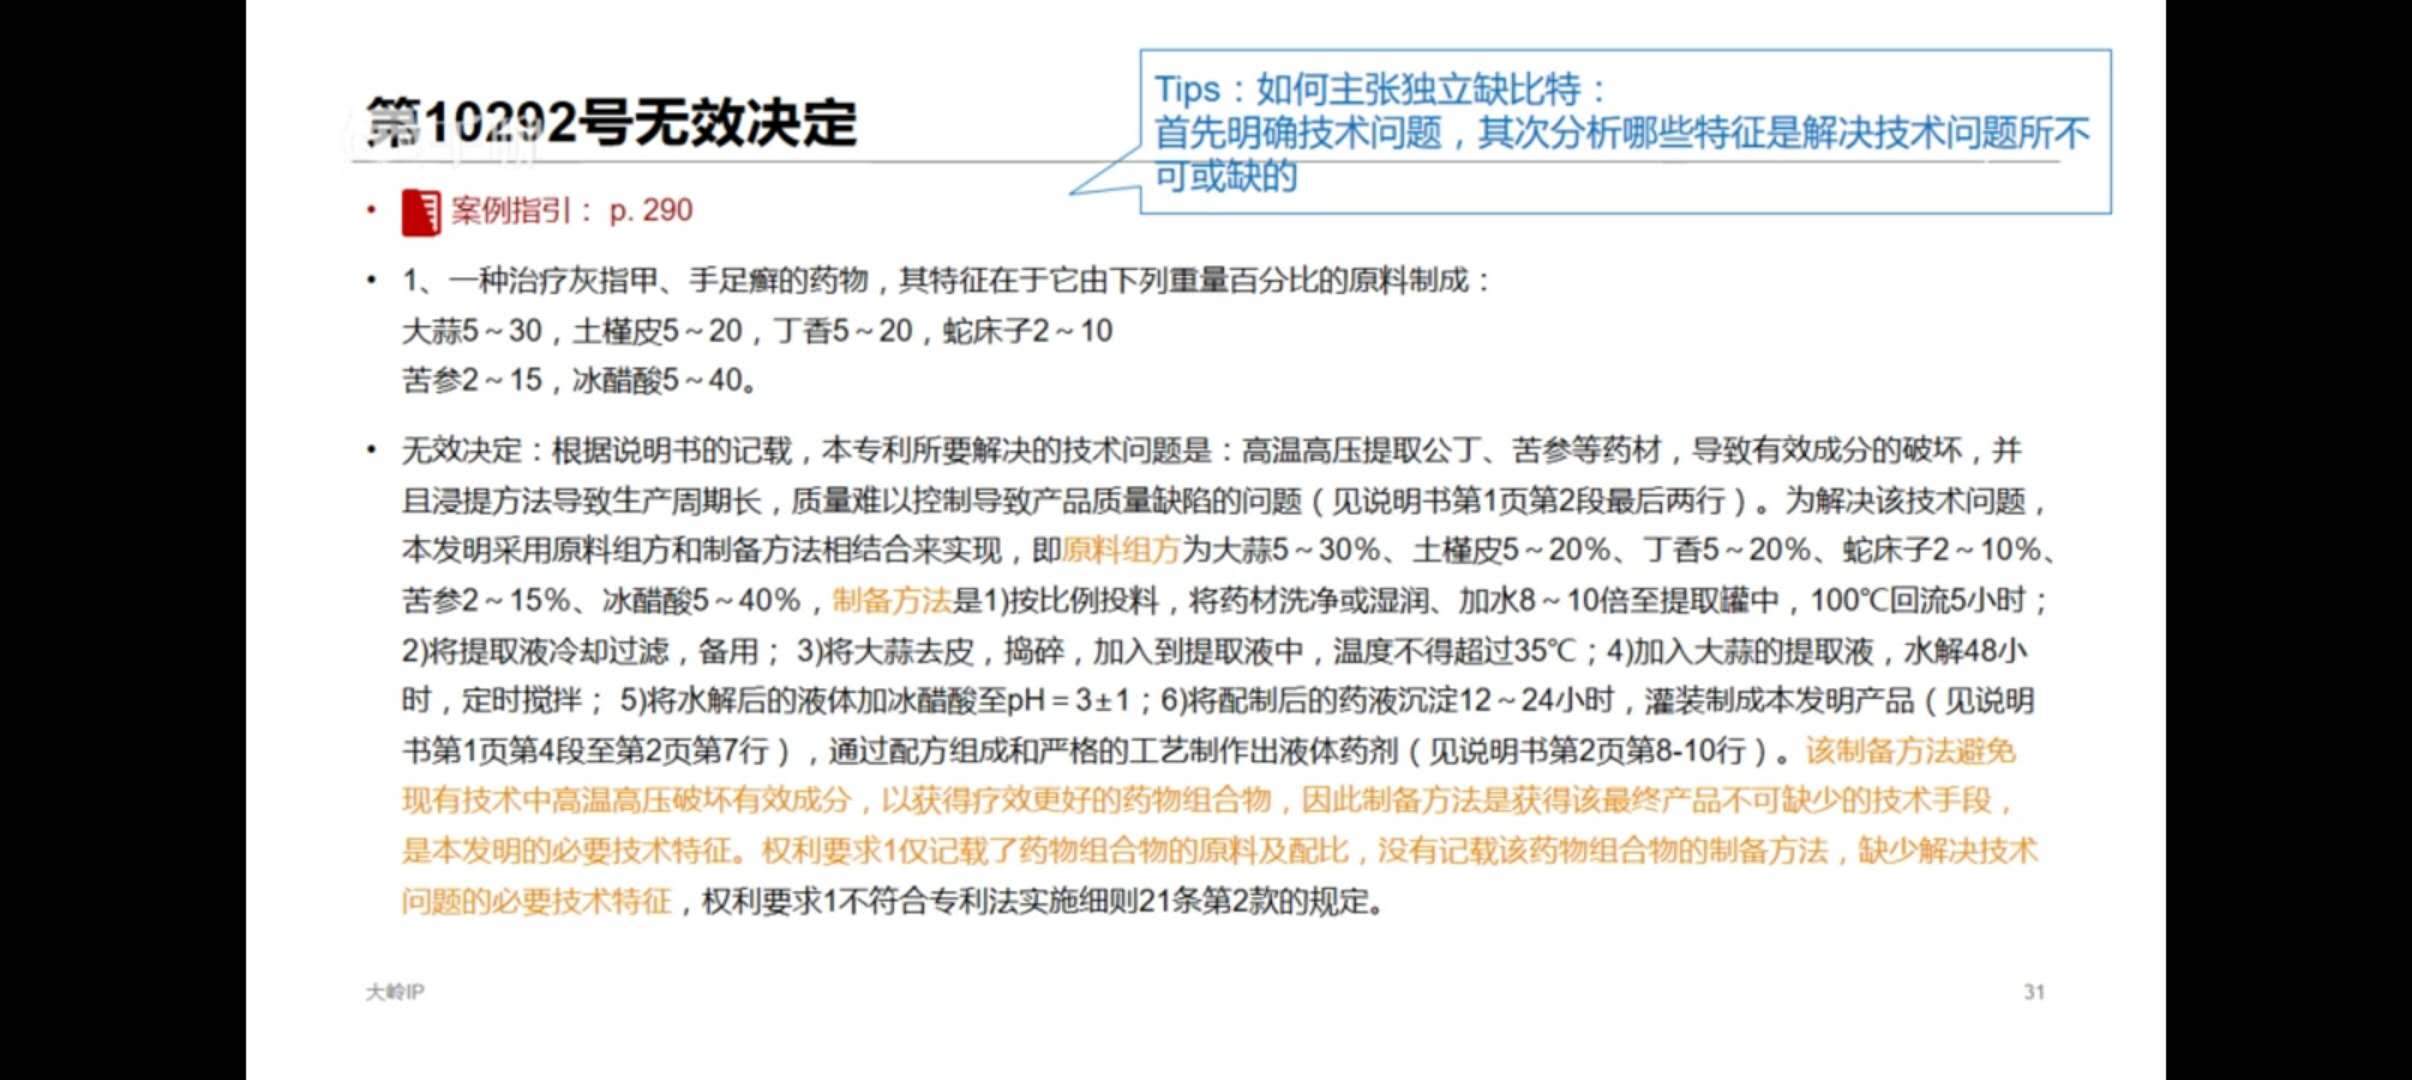 第10292号无效决定
Tips：如何主张独立缺比特：
首先明确技术问题，其次分析哪些特征是解决技术问题所不
可或缺的
• 案例指引：p. 290
• 1、一种治疗灰指甲、手足癣的药物，其特征在于它由下列重量百分比的原料制成：
大蒜5～30，土槿皮5～20，丁香5～20，蛇床子2～10
苦参2～15，冰醋酸5～40。
• 无效决定：根据说明书的记载，本专利所要解决的技术问题是：高温高压提取公丁、苦参等药材，导致有效成分的破坏，并
且浸提方法导致生产周期长，质量难以控制导致产品质量缺陷的问题（见说明书第1页第2段最后两行）。为解决该技术问题，
本发明采用原料组方和制备方法相结合来实现，即原料组方为大蒜5～30%、土槿皮5～20%、丁香5～20%、蛇床子2～10%、
苦参2～15%、冰醋酸5～40%，制备方法是1)按比例投料，将药材洗净或湿润、加水8～10倍至提取罐中，100℃回流5小时；
2)将提取液冷却过滤，备用； 3)将大蒜去皮，捣碎，加入到提取液中，温度不得超过35℃；4)加入大蒜的提取液，水解48小
时，定时搅拌； 5)将水解后的液体加冰醋酸至pH＝3±1；6)将配制后的药液沉淀12～24小时，灌装制成本发明产品（见说明
书第1页第4段至第2页第7行），通过配方组成和严格的工艺制作出液体药剂（见说明书第2页第8-10行）。该制备方法避免
现有技术中高温高压破坏有效成分，以获得疗效更好的药物组合物，因此制备方法是获得该最终产品不可缺少的技术手段，
是本发明的必要技术特征。权利要求1仅记载了药物组合物的原料及配比，没有记载该药物组合物的制备方法，缺少解决技术
问题的必要技术特征，权利要求1不符合专利法实施细则21条第2款的规定。
大岭IP
31